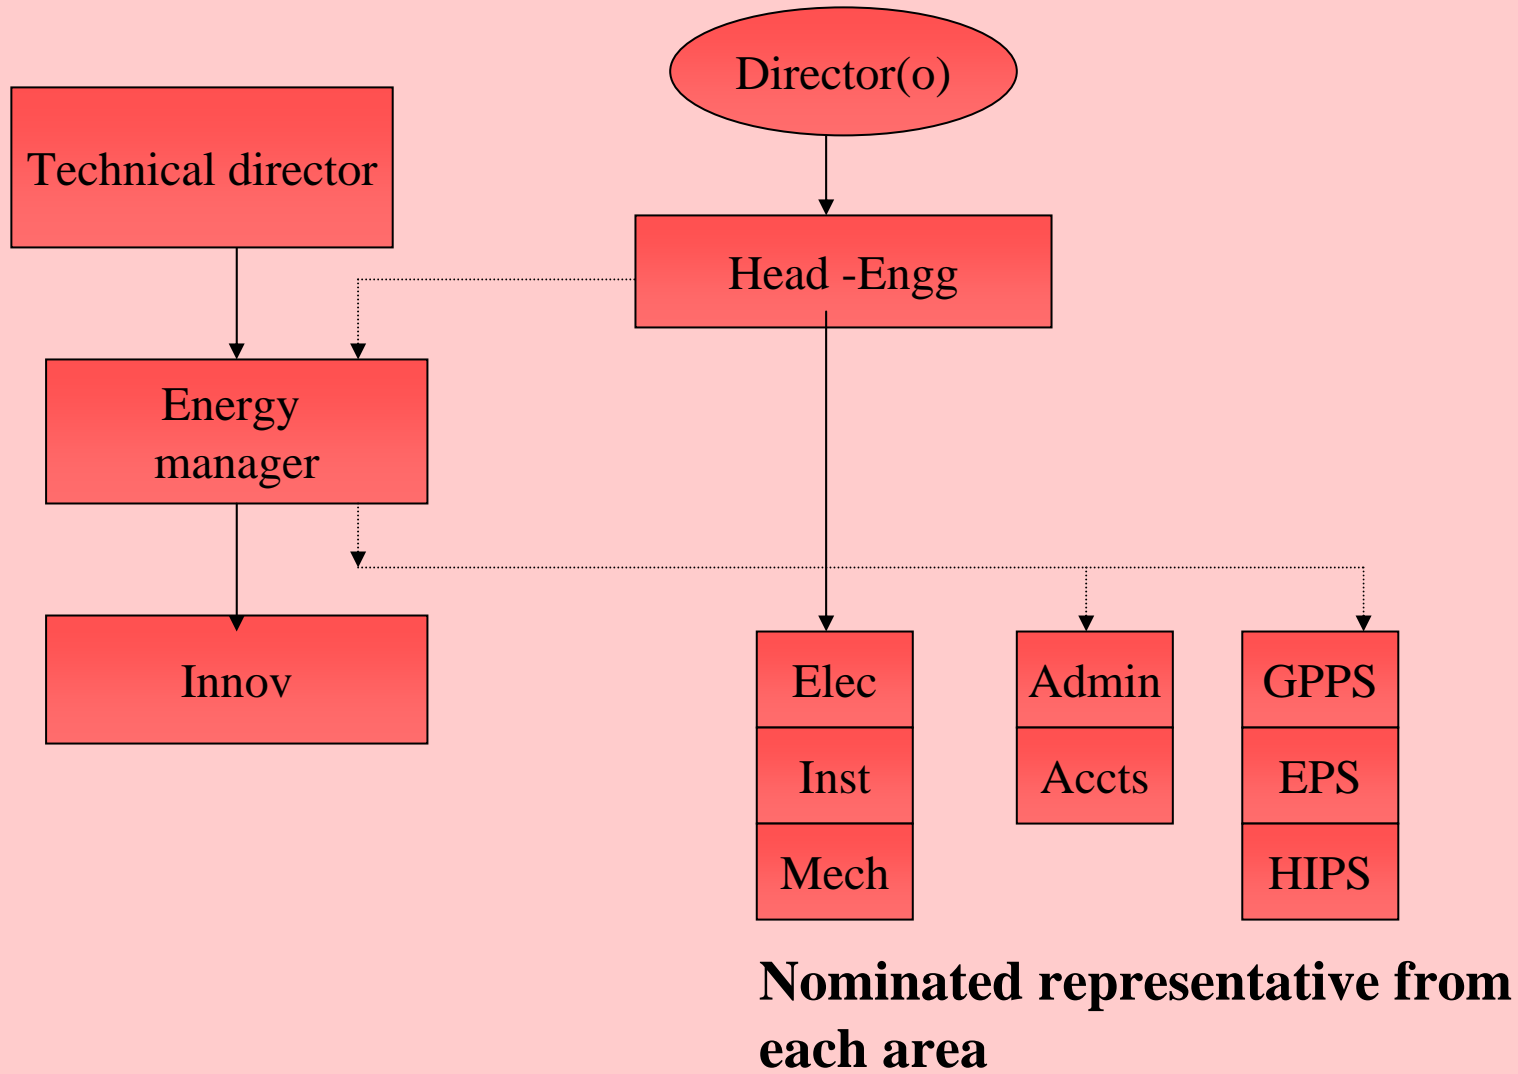 Director(o)
Technical director
Head -Engg
Energy
manager
Innov
Elec
Inst
Mech
Admin
Accts
GPPS
EPS
HIPS
Nominated representative from
each area